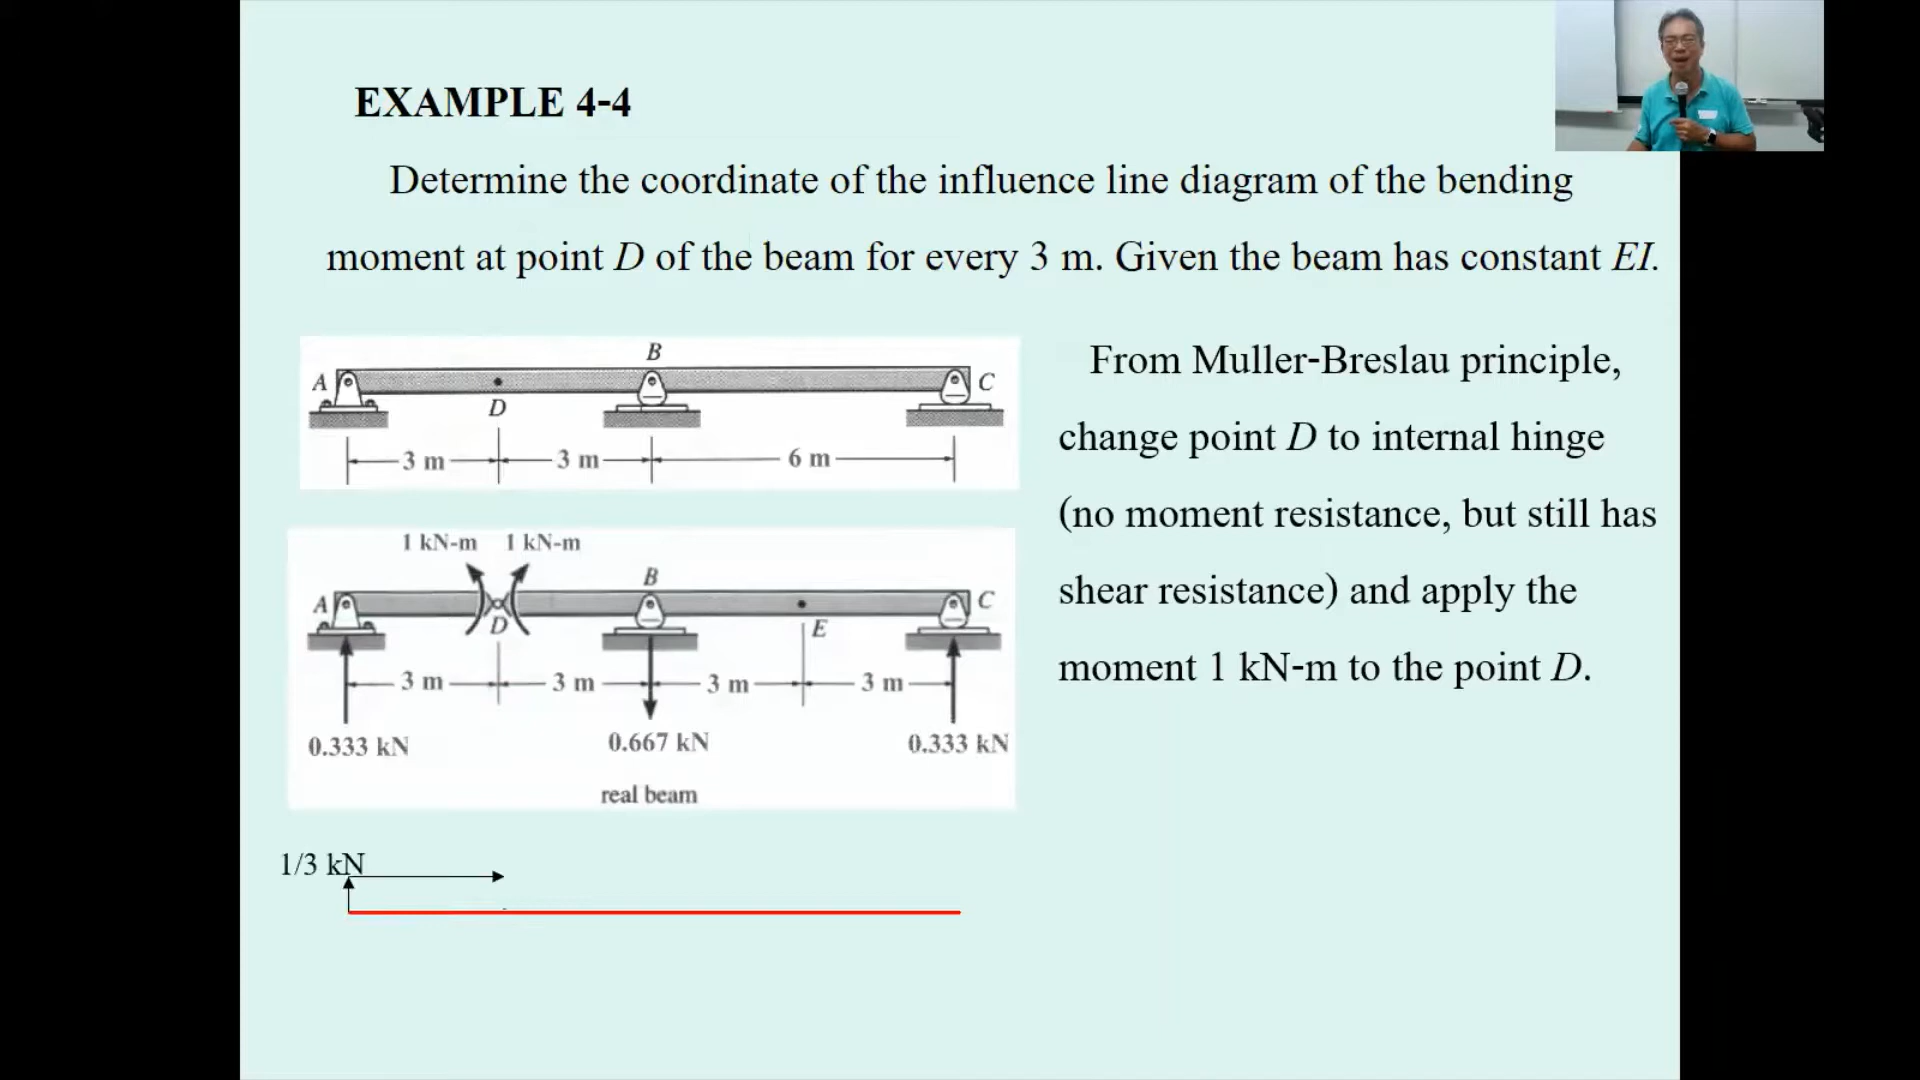 EXAMPLE 4-4
Determine the coordinate of the influence line diagram of the bending
moment at point D of the beam for every 3 m. Given the beam has constant EI.
B
A
C
D
3 m
3 m
6 m
From Muller-Breslau principle,
change point D to internal hinge
(no moment resistance, but still has
shear resistance) and apply the
moment 1 kN-m to the point D.
1 kN-m 1 kN-m
B
A
C
D
E
3 m
3 m
3 m
3 m
0.333 kN
0.667 kN
0.333 kN
real beam
1/3 kN